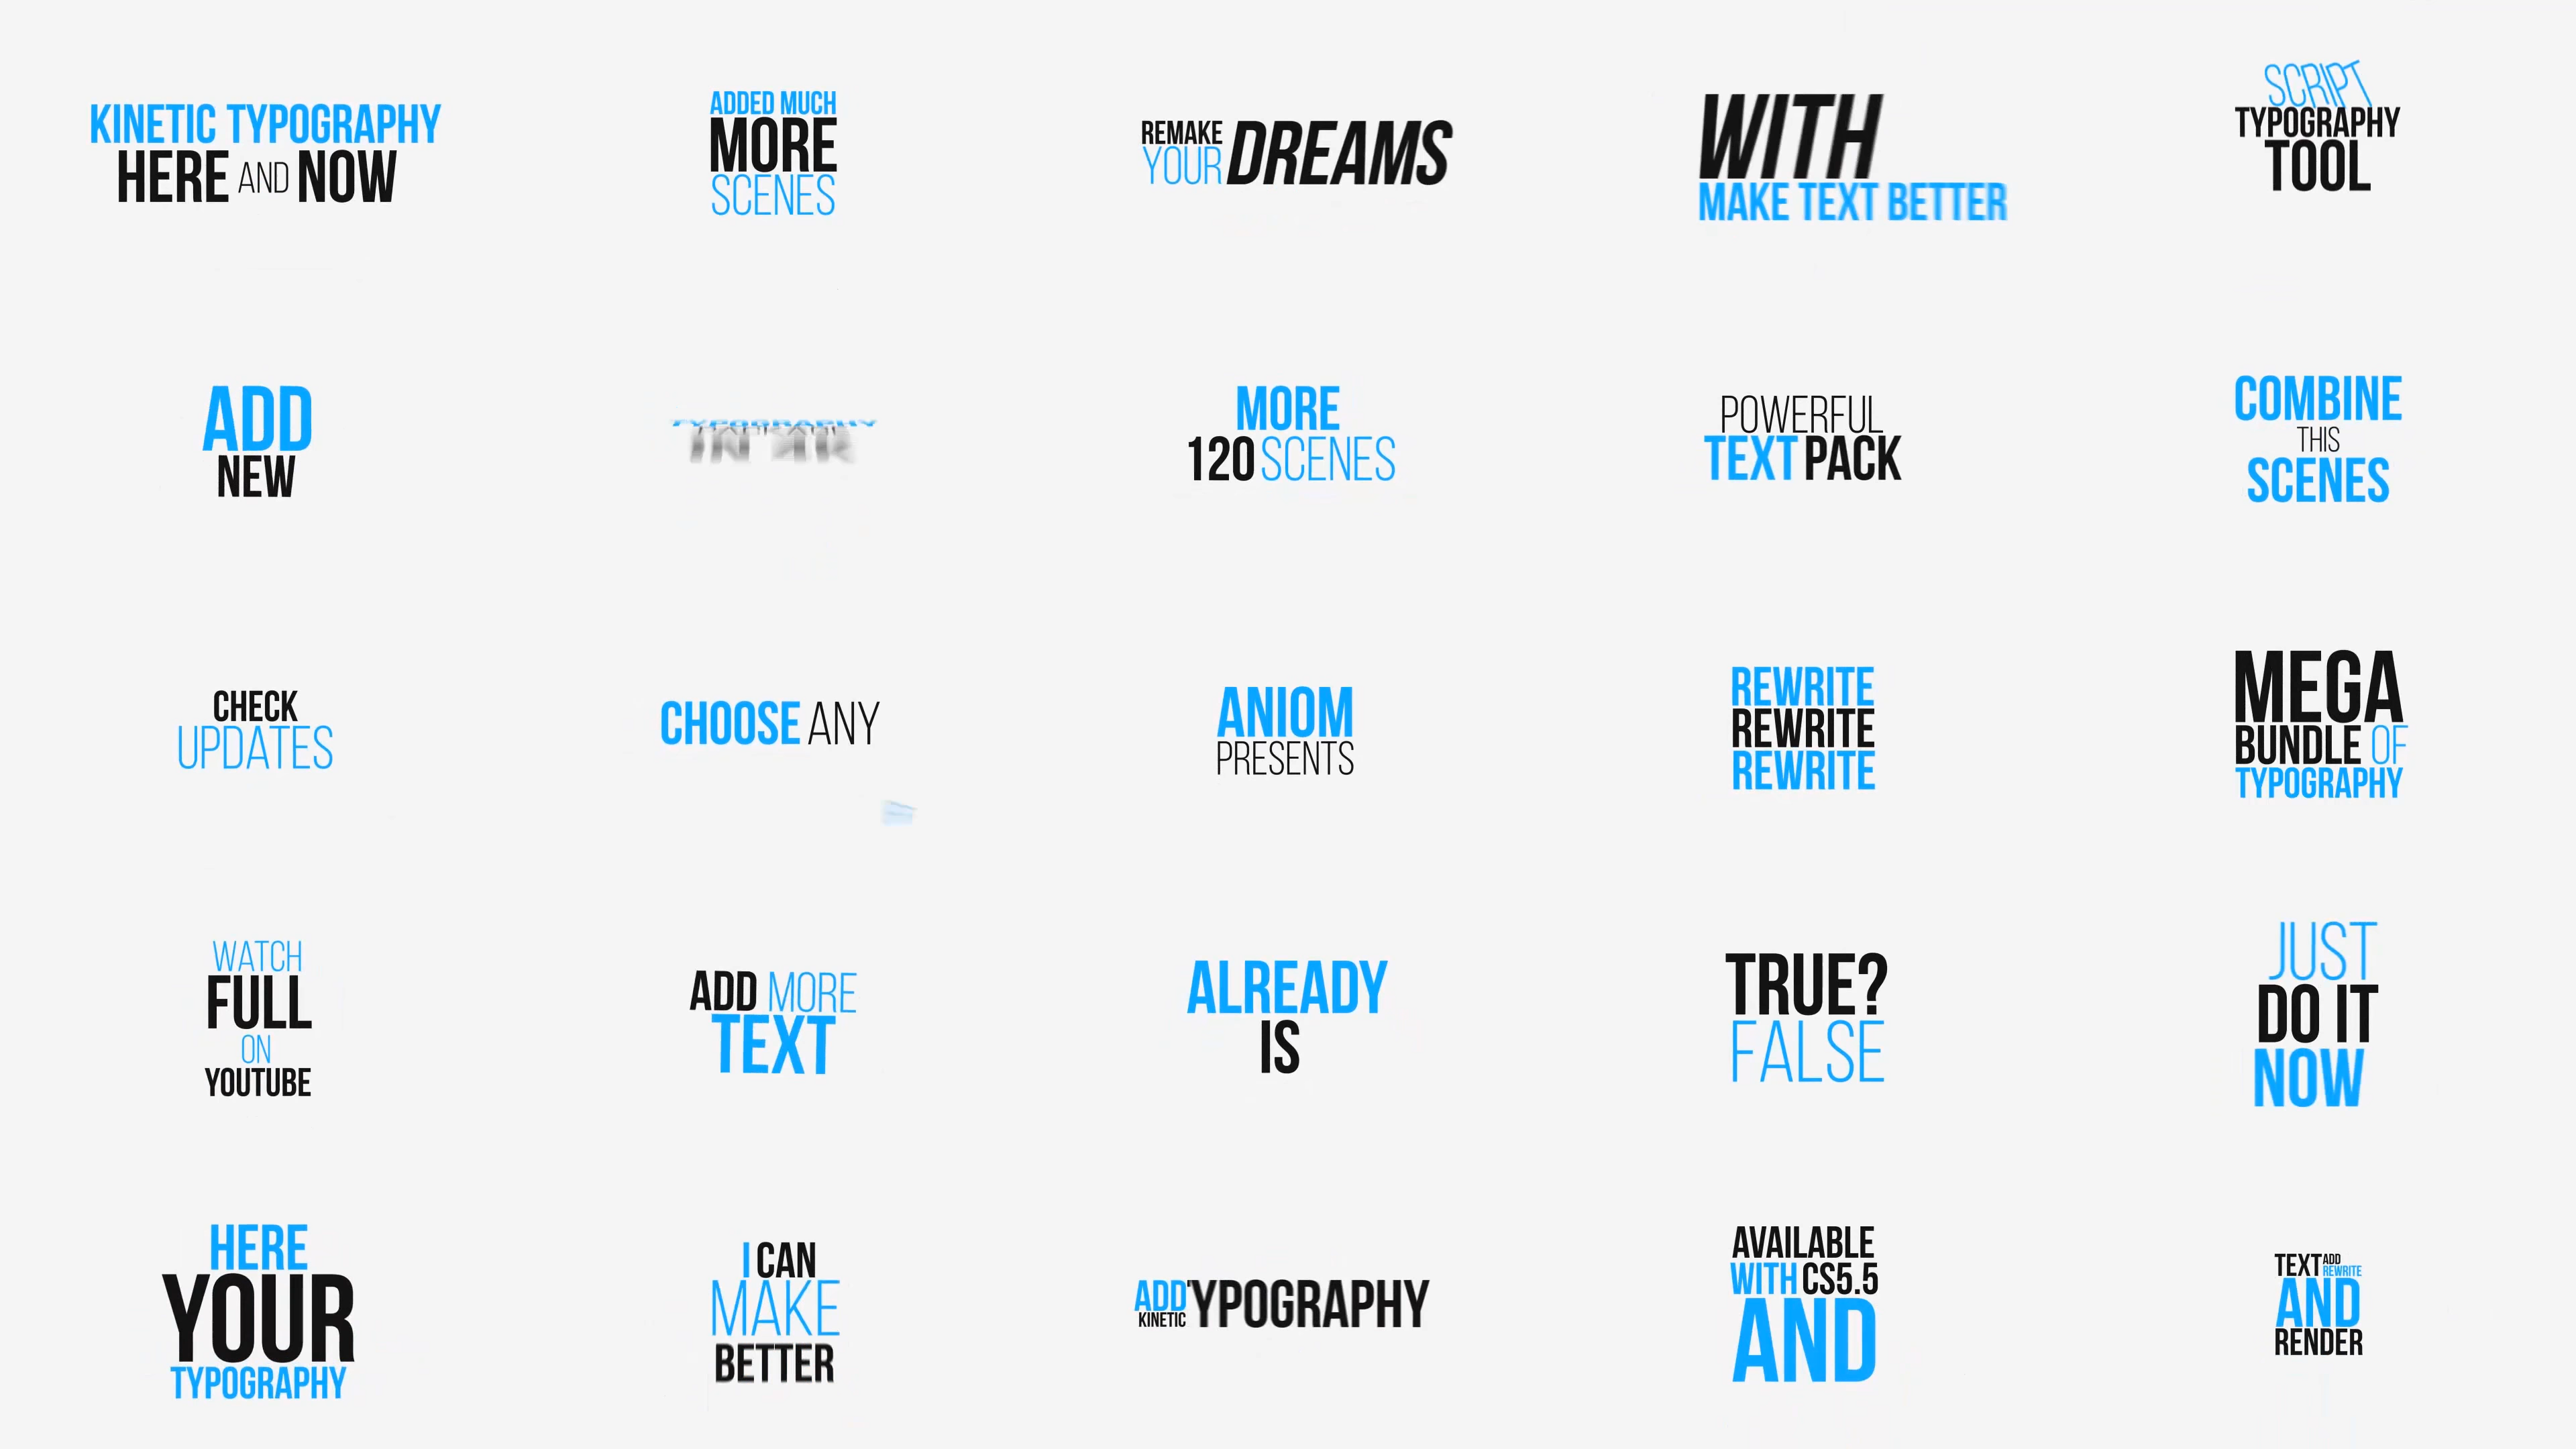 KINETIC TYPOGRAPHY
HERE AND NOW
ADDED MUCH
MORE
SCENES
REMAKE
YOUR
DREAMS
WITH
MAKE TEXT BETTER
SCRIPT
TYPOGRAPHY
TOOL
ADD
NEW
TYPOGRAPHY
MORE
120 SCENES
POWERFUL
TEXT PACK
COMBINE
THIS
SCENES
CHECK
UPDATES
CHOOSE ANY
ANIOM
PRESENTS
REWRITE
REWRITE
REWRITE
MEGA
BUNDLE OF
TYPOGRAPHY
WATCH
FULL
ON
YOUTUBE
ADD MORE
TEXT
ALREADY
IS
TRUE?
FALSE
JUST
DO IT
NOW
HERE
YOUR
TYPOGRAPHY
I CAN
MAKE
BETTER
ADD
KINETIC
TYPOGRAPHY
AVAILABLE
WITH CS5.5
AND
TEXT ADD
REWRITE
AND
RENDER